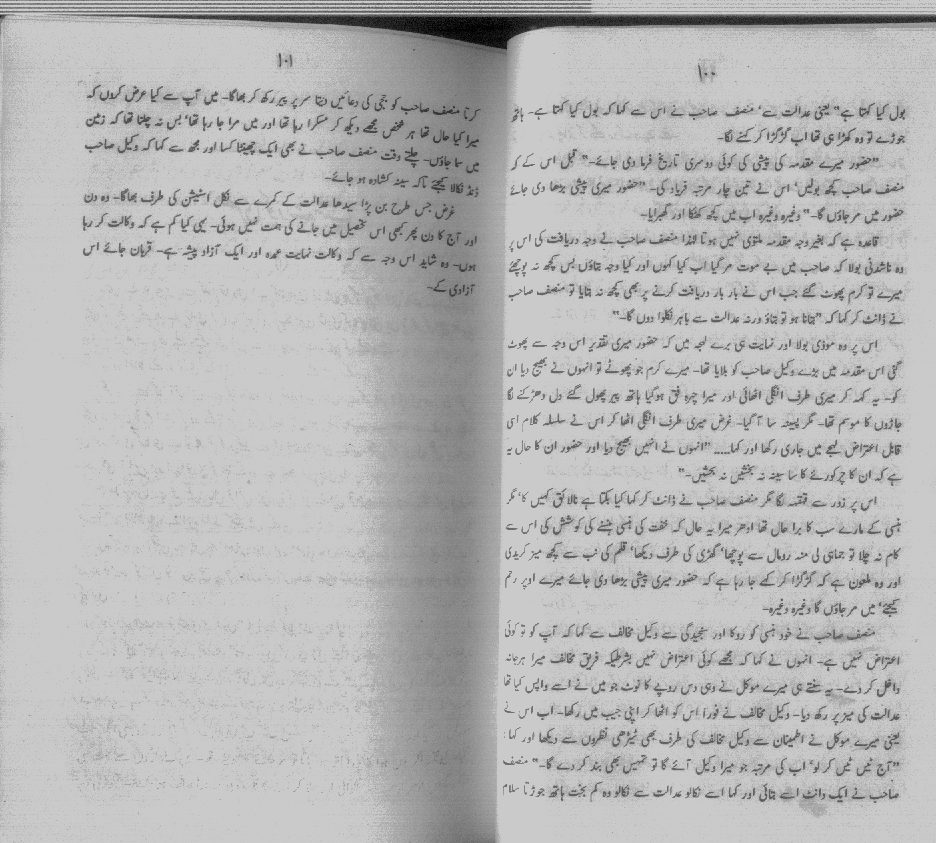 ۱۰۰
بول کیا کہتا ہے" یعنی عدالت سے' منصف صاحب نے اس سے کہا کہ بول کیا کہتا ہے۔ ہاتھ
جوڑے تو وہ کھڑا ہی تھا اب گڑگڑا کر کہنے لگا۔
"حضور میرے مقدمہ کی پیشی کی کوئی دوسری تاریخ فرما دی جائے۔" قبل اس کے کہ
منصف صاحب کچھ بولیں' اس نے تین چار مرتبہ فریاد کی۔ "حضور میری پیشی بڑھا دی جائے
حضور میں مر جاؤں گا۔" وغیرہ وغیرہ اب میں کچھ کھٹکا اور گھبرایا۔
قاعدہ ہے کہ بغیر وجہ مقدمہ ملتوی نہیں ہوتا لہٰذا منصف صاحب نے وجہ دریافت کی اس پر
وہ ناشدنی بولا کہ صاحب میں بے موت مر گیا اب کیا کہوں اور کیا وجہ بتاؤں بس کچھ نہ پوچھئے
میرے تو کرم پھوٹ گئے جب اس نے بار بار دریافت کرنے پر بھی کچھ نہ بتایا تو منصف صاحب
نے ڈانٹ کر کہا کہ "بتانا ہو تو بتاؤ ورنہ عدالت سے باہر نکلوا دوں گا۔"
اس پر وہ موذی بولا اور نہایت ہی برے لہجہ میں کہ حضور میری تقدیر اس وجہ سے پھوٹ
گئی اس مقدمہ میں بڑے وکیل صاحب کو بلایا تھا۔ میرے کرم جو پھوٹے تو انہوں نے بھیج دیا ان
کو۔ یہ کہہ کر میری طرف انگلی اٹھائی اور میرا چہرہ فق ہوگیا ہاتھ پیر پھول گئے دل دھڑکنے لگا
جاڑوں کا موسم تھا۔ مگر پسینہ سا آ گیا۔ غرض میری طرف انگلی اٹھا کر اس نے سلسلہ کلام اسی
قابل اعتراض لہجے میں جاری رکھا اور کہا..... "انہوں نے انہیں بھیج دیا اور حضور ان کا حال یہ
ہے کہ ان کا چرکوٹے کا سا سینہ نہ بخشیں نہ بخشیں۔"
اس پر زور سے قہقہہ لگا مگر منصف صاحب نے ڈانٹ کر کہا کیا بکتا ہے نالائق کہیں کا' مگر
ہنسی کے مارے سب کا برا حال تھا ادھر میرا یہ حال کہ خفت کی ہنسی ہنسنے کی کوشش کی اس سے
کام نہ چلا تو جماہی لی منہ رومال سے پوچھا' گھڑی کی طرف دیکھا' قلم کی نب سے کچھ میز کریدی
اور وہ ملعون ہے کہ گڑگڑا کر کہے جا رہا ہے کہ حضور میری پیشی بڑھا دی جائے میرے اوپر رحم
کیجئے' میں مر جاؤں گا وغیرہ وغیرہ۔
منصف صاحب نے خود ہنسی کو روکا اور سنجیدگی سے وکیل مخالف سے کہا کہ آپ کو تو کوئی
اعتراض نہیں ہے۔ انہوں نے کہا کہ مجھے کوئی اعتراض نہیں بشرطیکہ فریق مخالف میرا ہرجانہ
داخل کر دے۔ یہ سنتے ہی میرے موکل نے وہی دس روپے کا نوٹ جو میں نے اسے واپس کیا تھا
عدالت کی میز پر رکھ دیا۔ وکیل مخالف نے فورا اس کو اٹھا کر اپنی جیب میں رکھا۔ اب اس نے
یعنی میرے موکل نے اطمینان سے وکیل مخالف کی طرف بھی ٹیڑھی نظروں سے دیکھا اور کہا:
"آج ٹیں ٹیں کر لو' اب کی مرتبہ جو میرا وکیل آئے گا تو تمہیں بھی بند کر دے گا۔" منصف
صاحب نے ایک ڈانٹ اسے بتائی اور کہا اسے نکالو عدالت سے نکالو وہ کم بخت ہاتھ جوڑتا سلام
۱۰۱
کرتا منصف صاحب کو ججی کی دعائیں دیتا سر پر پیر رکھ کر بھاگا۔ میں آپ سے کیا عرض کروں کہ
میرا کیا حال تھا ہر شخص مجھے دیکھ کر مسکرا رہا تھا اور میں مرا جا رہا تھا' بس نہ چلتا تھا کہ زمین
میں سما جاؤں۔ چلتے وقت منصف صاحب نے بھی ایک چھینٹا کسا اور مجھ سے کہا کہ وکیل صاحب
ڈنڈ نکالا کیجئے تاکہ سینہ کشادہ ہو جائے۔
غرض جس طرح بن پڑا سیدھا عدالت کے کمرے سے نکل اسٹیشن کی طرف بھاگا۔ وہ دن
اور آج کا دن پھر کبھی اس تحصیل میں جانے کی ہمت نہیں ہوئی۔ یہی کیا کم ہے کہ وکالت کر رہا
ہوں۔ وہ شاید اس وجہ سے کہ وکالت نہایت عمدہ اور ایک آزاد پیشہ ہے۔ قربان جائے اس
آزادی کے۔